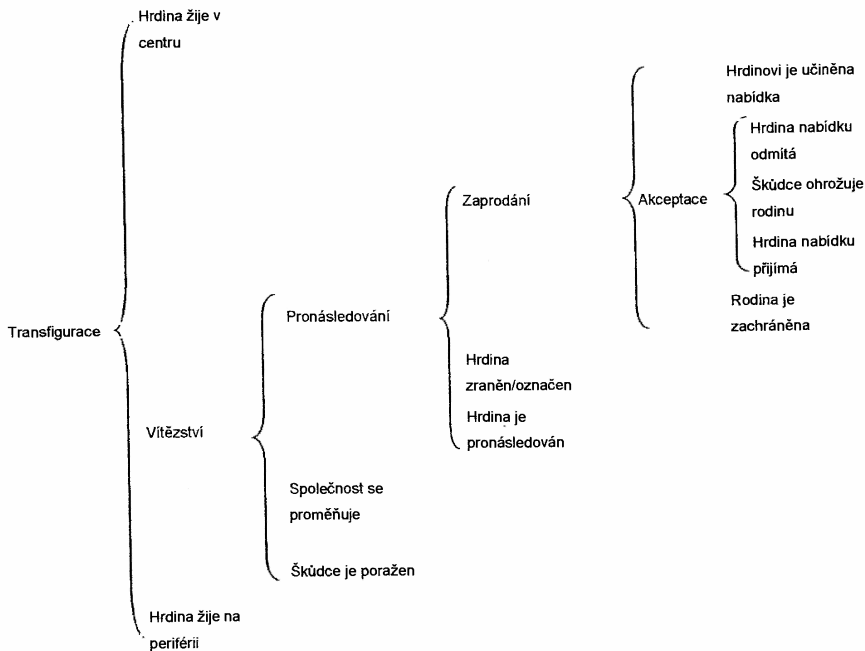 Hrdina žije v
centru
Hrdinovi je učiněna
nabídka
Hrdina nabídku
odmítá
Škůdce ohrožuje
rodinu
Hrdina nabídku
přijímá
Zaprodání
Akceptace
Rodina je
zachráněna
Pronásledování
Transfigurace
Hrdina
zraněn/označen
Hrdina je
pronásledován
Vítězství
Společnost se
proměňuje
Škůdce je poražen
Hrdina žije na
periférii